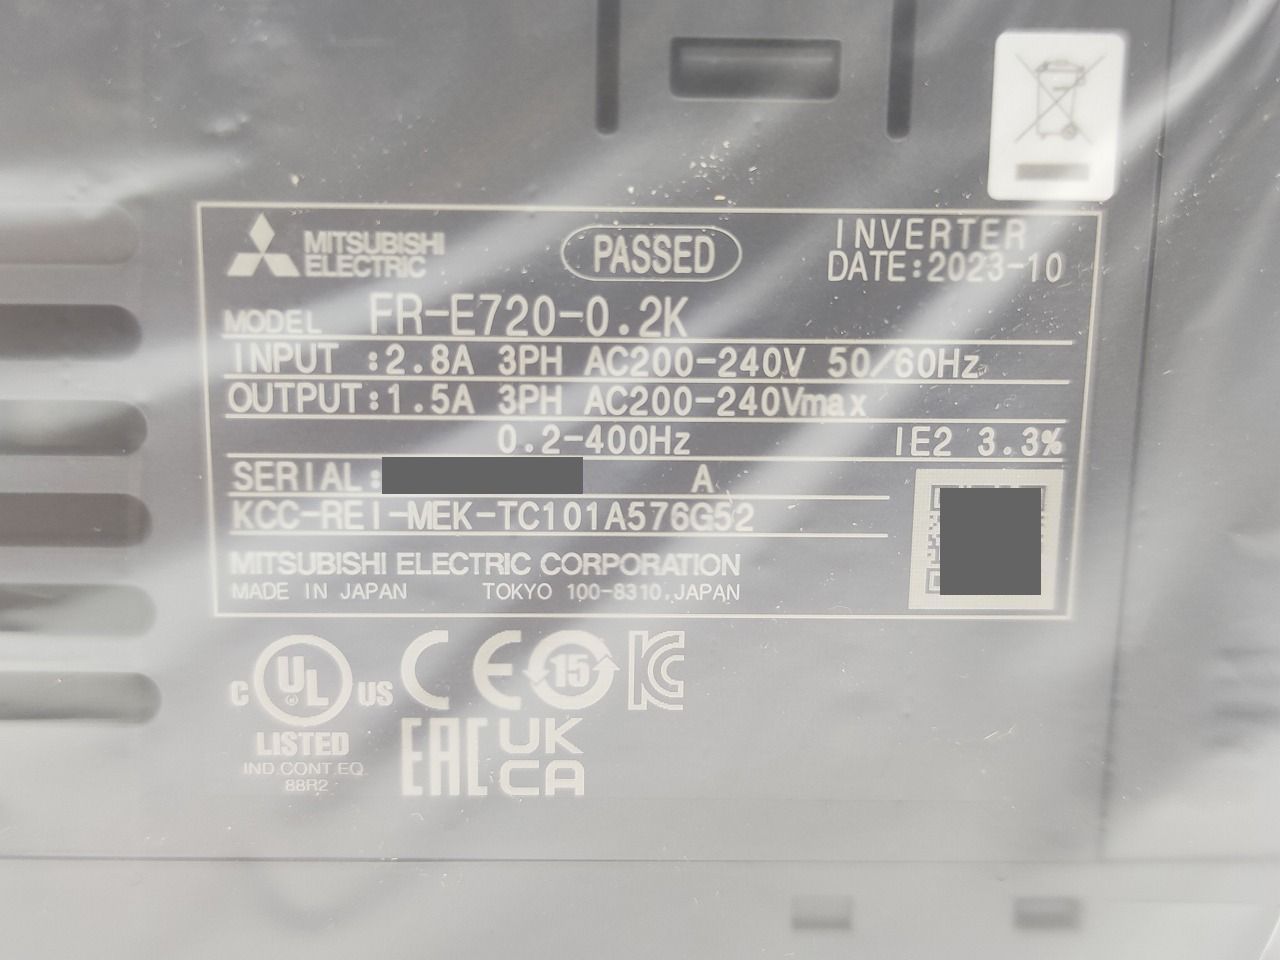 MITSUBISHI
ELECTRIC
PASSED
INVERTER
DATE:2023-10
MODEL FR-E720-0.2K
INPUT :2.8A 3PH AC200-240V 50/60Hz
OUTPUT:1.5A 3PH AC200-240Vmax
0.2-400Hz IE2 3.3%
SERIAL: A
KCC-REI-MEK-TC101A576G52
MITSUBISHI ELECTRIC CORPORATION
MADE IN JAPAN TOKYO 100-8310,JAPAN
C UL US CE 15 KC
LISTED
IND.CONT.EQ.
88R2
EAC UK
CA